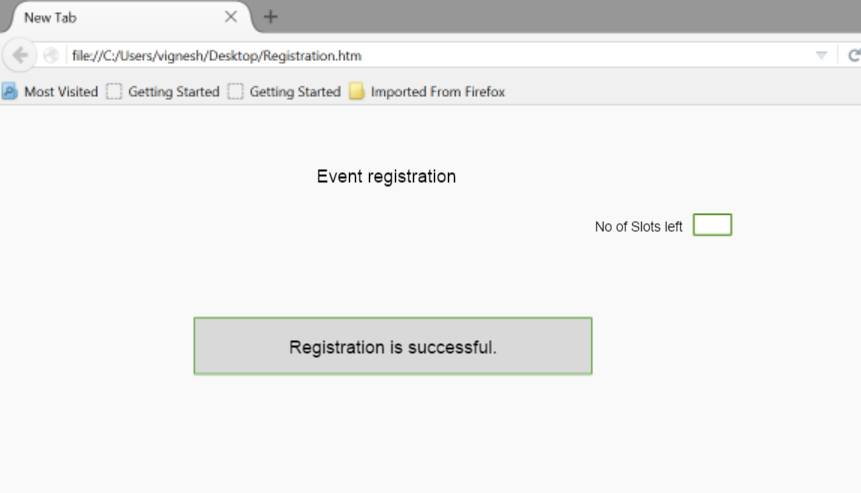 New Tab
file://C:/Users/vignesh/Desktop/Registration.htm
Most Visited Getting Started Getting Started Imported From Firefox
Event registration
No of Slots left
Registration is successful.